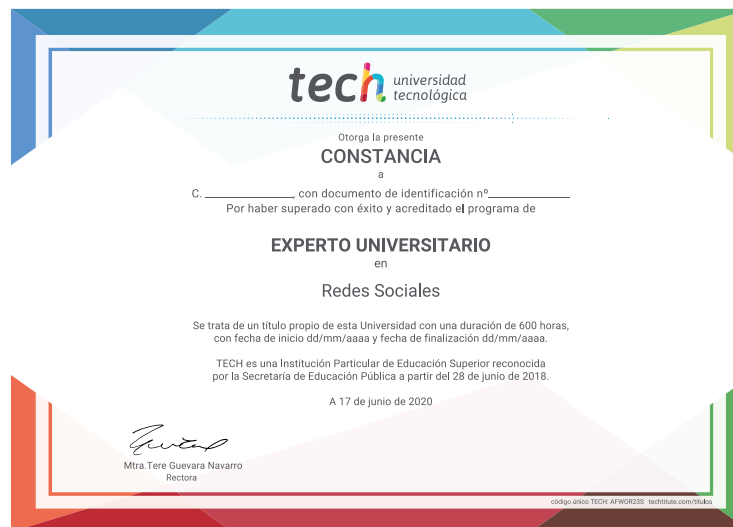 tech universidad
tecnológica
Otorga la presente
CONSTANCIA
a
C. ________________, con documento de identificación nº______________
Por haber superado con éxito y acreditado el programa de
EXPERTO UNIVERSITARIO
en
Redes Sociales
Se trata de un título propio de esta Universidad con una duración de 600 horas,
con fecha de inicio dd/mm/aaaa y fecha de finalización dd/mm/aaaa.
TECH es una Institución Particular de Educación Superior reconocida
por la Secretaría de Educación Pública a partir del 28 de junio de 2018.
A 17 de junio de 2020
Mtra.Tere Guevara Navarro
Rectora
código único TECH: AFWOR23S techtitute.com/titulos